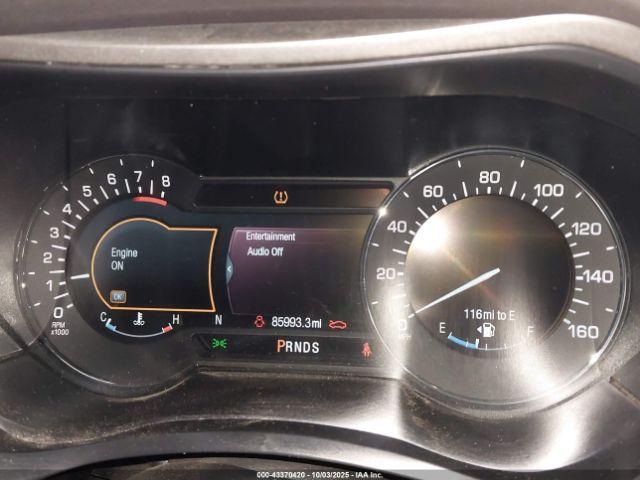 0 1 2 3 4 5 6 7 8
RPM
x1000
Engine
ON
OK
C H
Entertainment
Audio Off
N 85993.3mi
PRNDS
0 20 40 60 80 100 120 140 160
MPH
116mi to E
E F
000-43370420 - 10/03/2025 - IAA Inc.